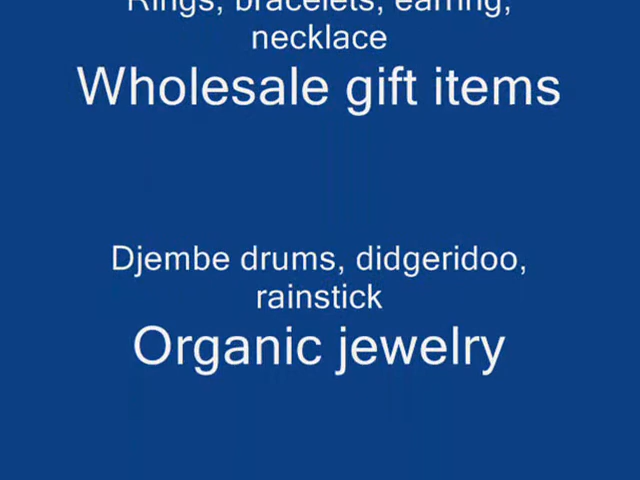 Rings, bracelets, earring,
necklace
Wholesale gift items
Djembe drums, didgeridoo,
rainstick
Organic jewelry